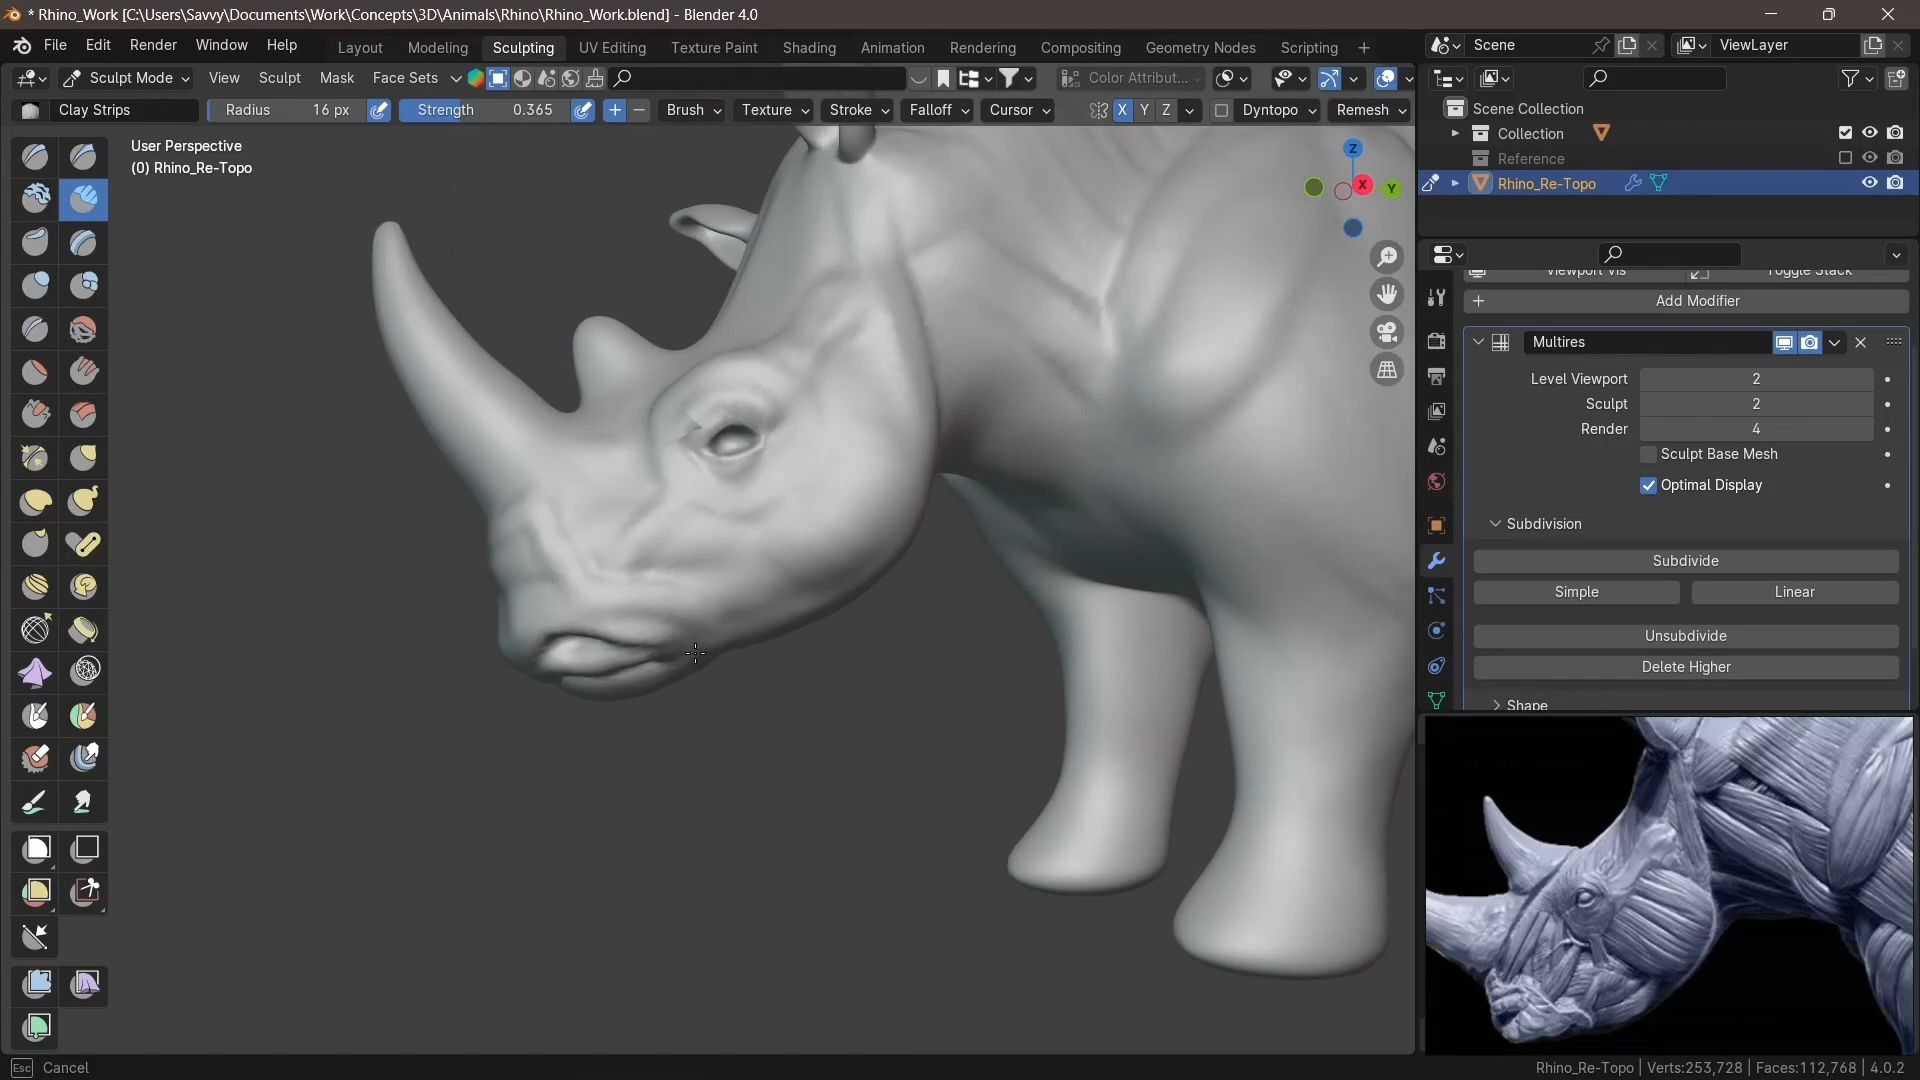 * Rhino_Work [C:\Users\Savvy\Documents\Work\Concepts\3D\Animals\Rhino\Rhino_Work.blend] - Blender 4.0
File Edit Render Window Help Layout Modeling Sculpting UV Editing Texture Paint Shading Animation Rendering Compositing Geometry Nodes Scripting + Scene ViewLayer
Sculpt Mode View Sculpt Mask Face Sets Color Attribut...
Clay Strips Radius 16 px Strength 0.365 Brush Texture Stroke Falloff Cursor X Y Z Dyntopo Remesh
Scene Collection
Collection
Reference
Rhino_Re-Topo
User Perspective
(0) Rhino_Re-Topo
Z
X
Y
Viewport Vis Toggle Stack
Add Modifier
Multires
Level Viewport 2
Sculpt 2
Render 4
Sculpt Base Mesh
Optimal Display
Subdivision
Subdivide
Simple Linear
Unsubdivide
Delete Higher
Shape
Esc Cancel
Rhino_Re-Topo | Verts:253,728 | Faces:112,768 | 4.0.2